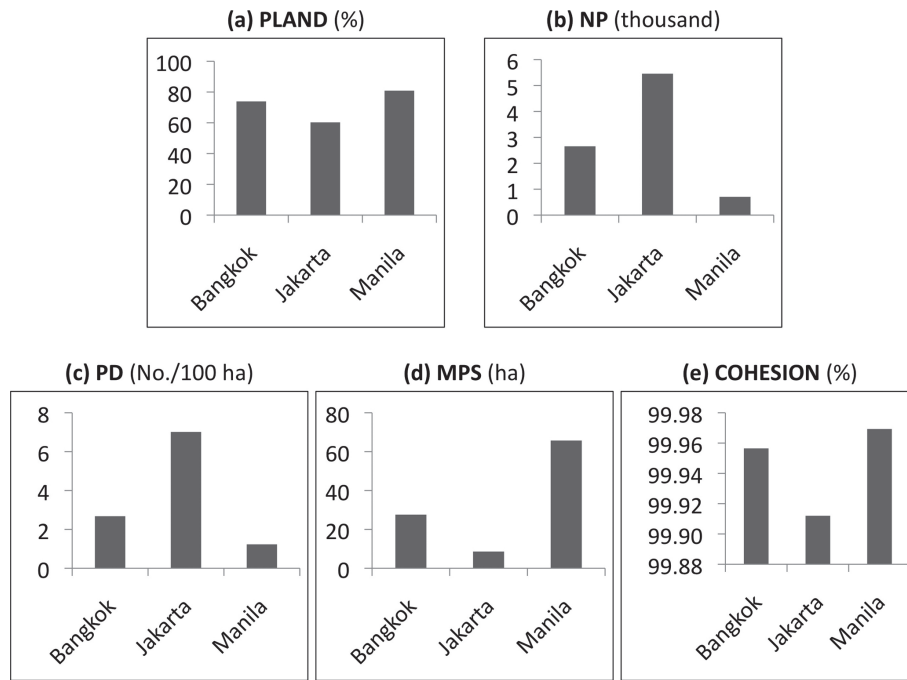 (a) PLAND (%)
100
80
60
40
20
0
Bangkok
Jakarta
Manila
(b) NP (thousand)
6
5
4
3
2
1
0
Bangkok
Jakarta
Manila
(c) PD (No./100 ha)
8
6
4
2
0
Bangkok
Jakarta
Manila
(d) MPS (ha)
80
60
40
20
0
Bangkok
Jakarta
Manila
(e) COHESION (%)
99.98
99.96
99.94
99.92
99.90
99.88
Bangkok
Jakarta
Manila